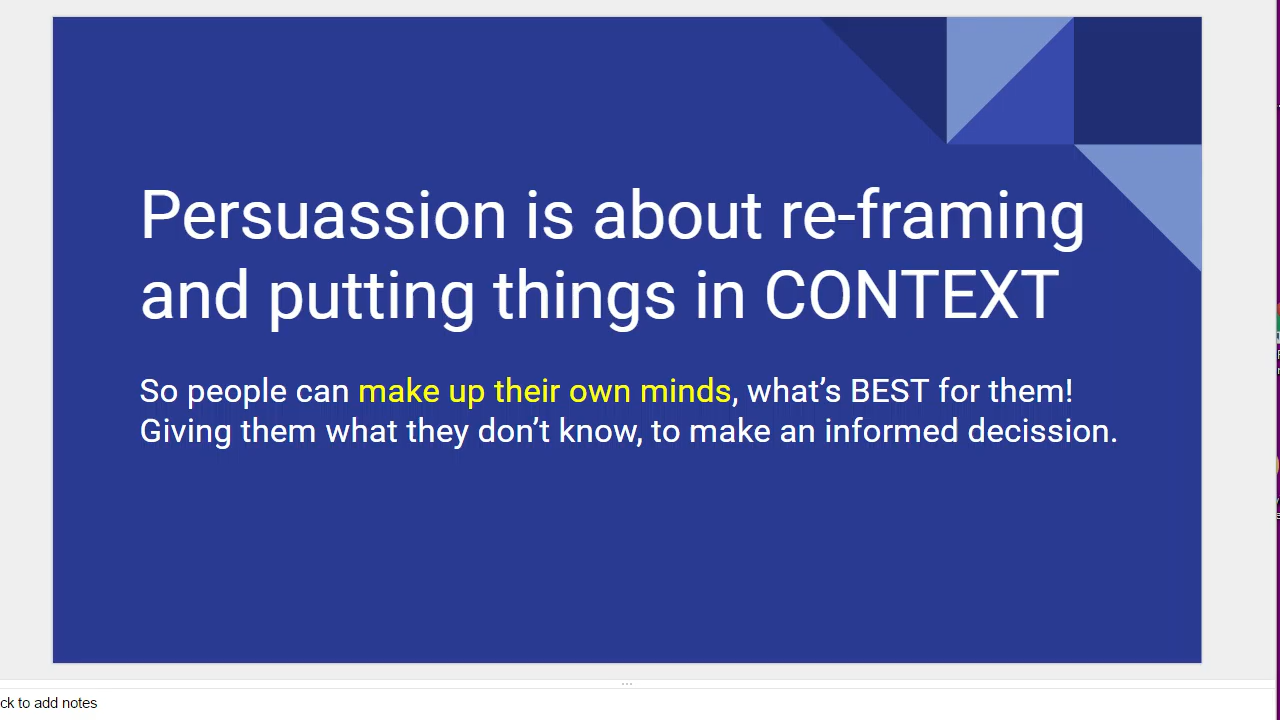 Persuassion is about re-framing
and putting things in CONTEXT
So people can make up their own minds, what’s BEST for them!
Giving them what they don’t know, to make an informed decission.
ck to add notes